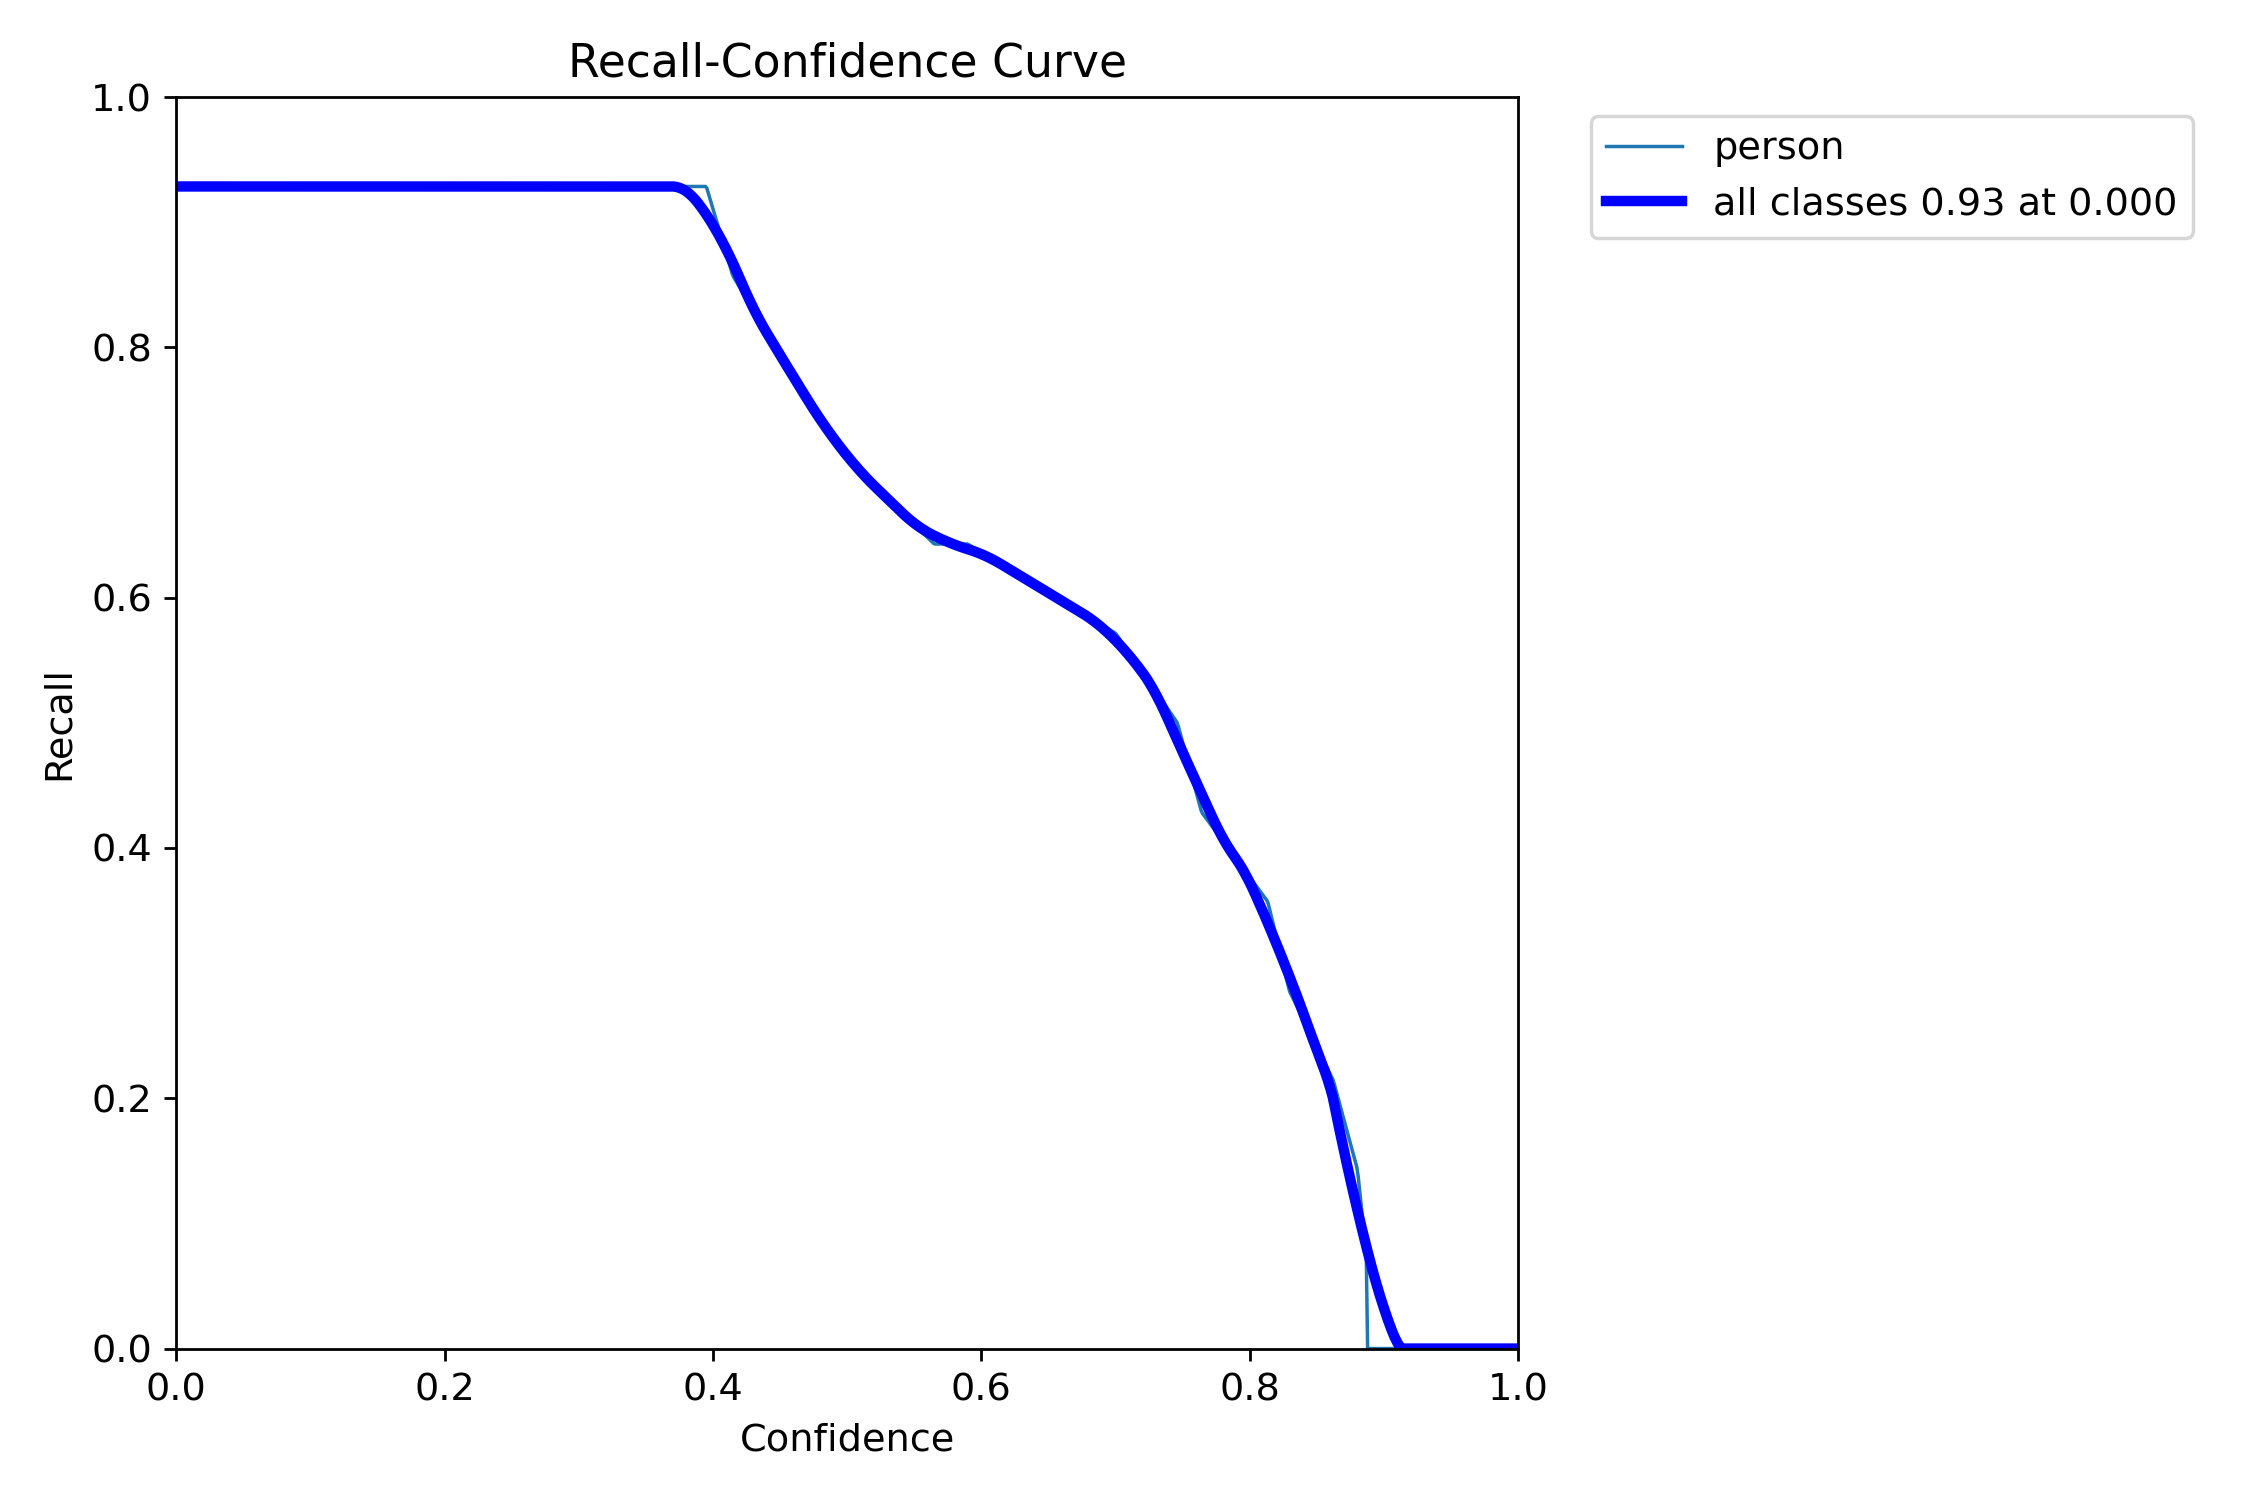 Recall-Confidence Curve
1.0
0.8
0.6
0.4
0.2
0.0
Recall
0.0 0.2 0.4 0.6 0.8 1.0
Confidence
person
all classes 0.93 at 0.000